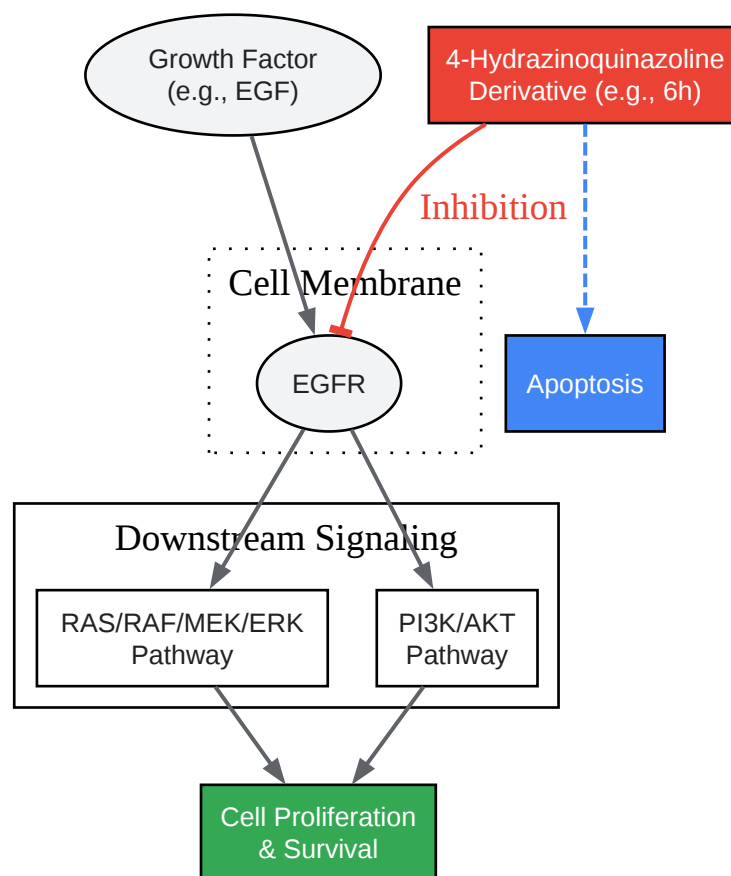 Growth Factor
(e.g., EGF)
4-Hydrazinoquinazoline
Derivative (e.g., 6h)
Inhibition
Cell Membrane
EGFR
Apoptosis
Downstream Signaling
RAS/RAF/MEK/ERK
Pathway
PI3K/AKT
Pathway
Cell Proliferation
& Survival